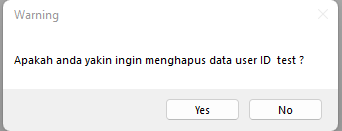 Warning
Apakah anda yakin ingin menghapus data user ID  test ?
Yes
No